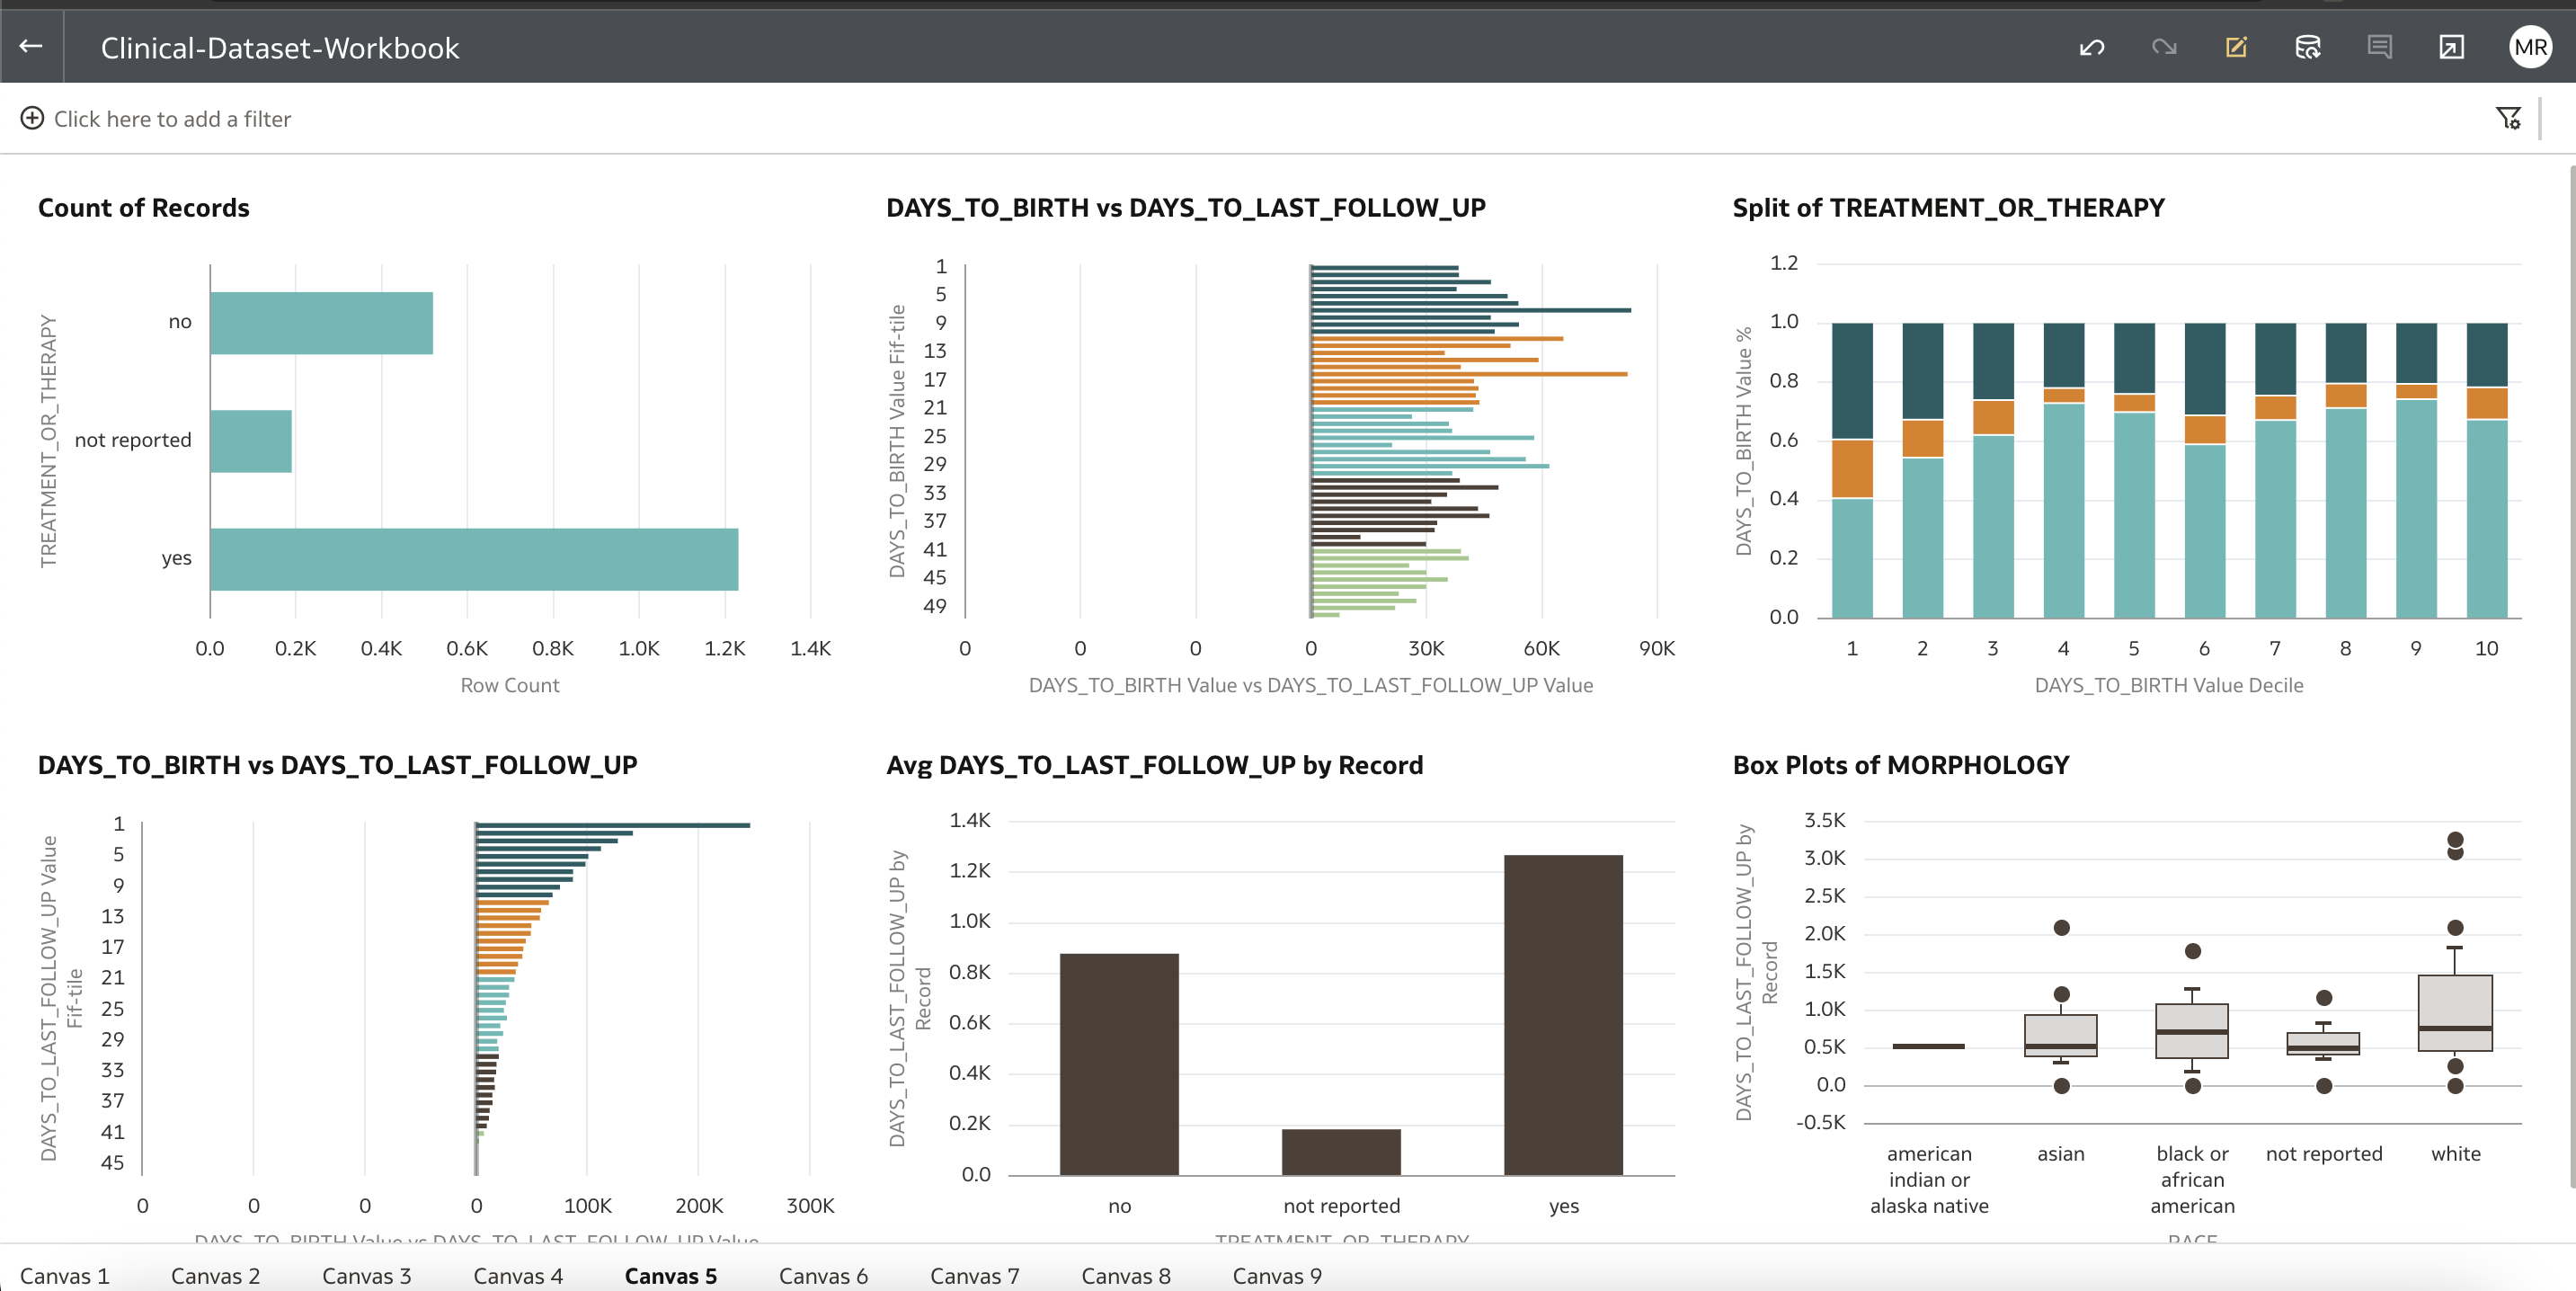 Clinical-Dataset-Workbook
MR
Click here to add a filter
Count of Records
TREATMENT_OR_THERAPY
no
not reported
yes
0.0 0.2K 0.4K 0.6K 0.8K 1.0K 1.2K 1.4K
Row Count
DAYS_TO_BIRTH vs DAYS_TO_LAST_FOLLOW_UP
DAYS_TO_BIRTH Value Fif-tile
1
5
9
13
17
21
25
29
33
37
41
45
49
0 0 0 0 30K 60K 90K
DAYS_TO_BIRTH Value vs DAYS_TO_LAST_FOLLOW_UP Value
Split of TREATMENT_OR_THERAPY
DAYS_TO_BIRTH Value %
1.2
1.0
0.8
0.6
0.4
0.2
0.0
1 2 3 4 5 6 7 8 9 10
DAYS_TO_BIRTH Value Decile
DAYS_TO_BIRTH vs DAYS_TO_LAST_FOLLOW_UP
DAYS_TO_LAST_FOLLOW_UP Value
Fif-tile
1
5
9
13
17
21
25
29
33
37
41
45
0 0 0 0 100K 200K 300K
DAYS_TO_BIRTH Value vs DAYS_TO_LAST_FOLLOW_UP Value
Avg DAYS_TO_LAST_FOLLOW_UP by Record
DAYS_TO_LAST_FOLLOW_UP by
Record
1.4K
1.2K
1.0K
0.8K
0.6K
0.4K
0.2K
0.0
no not reported yes
TREATMENT_OR_THERAPY
Box Plots of MORPHOLOGY
DAYS_TO_LAST_FOLLOW_UP by
Record
3.5K
3.0K
2.5K
2.0K
1.5K
1.0K
0.5K
0.0
-0.5K
american
indian or
alaska native
asian
black or
african
american
not reported
white
RACE
Canvas 1 Canvas 2 Canvas 3 Canvas 4 Canvas 5 Canvas 6 Canvas 7 Canvas 8 Canvas 9